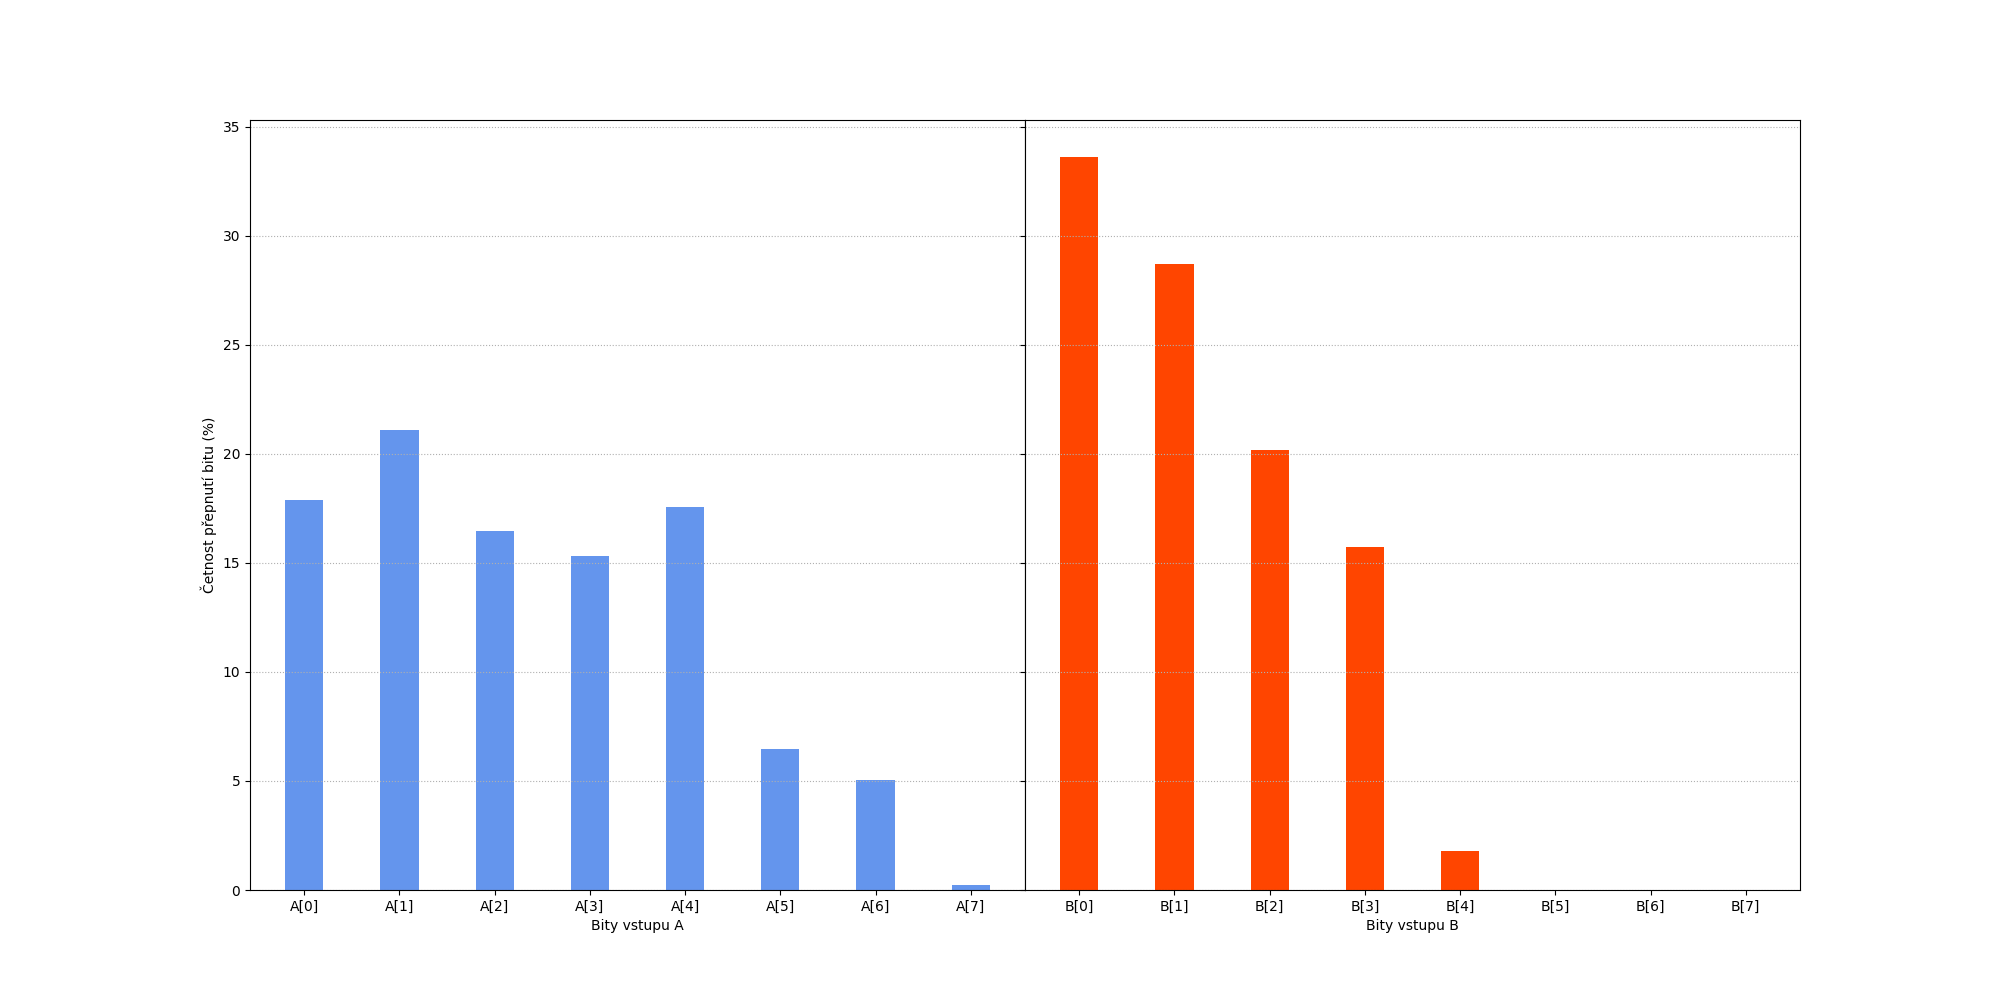 Četnost přepnutí bitu (%)
35
30
25
20
15
10
5
0
A[0] A[1] A[2] A[3] A[4] A[5] A[6] A[7]
Bity vstupu A
B[0] B[1] B[2] B[3] B[4] B[5] B[6] B[7]
Bity vstupu B